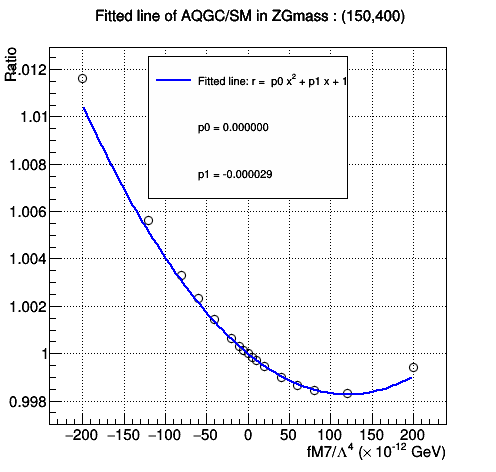 Fitted line of AQGC/SM in ZGmass : (150,400)
Ratio
Fitted line: r = p0 x² + p1 x + 1
p0 = 0.000000
p1 = -0.000029
1.012
1.01
1.008
1.006
1.004
1.002
1
0.998
−200 −150 −100 −50 0 50 100 150 200
fM7/Λ⁴ (× 10⁻¹² GeV)